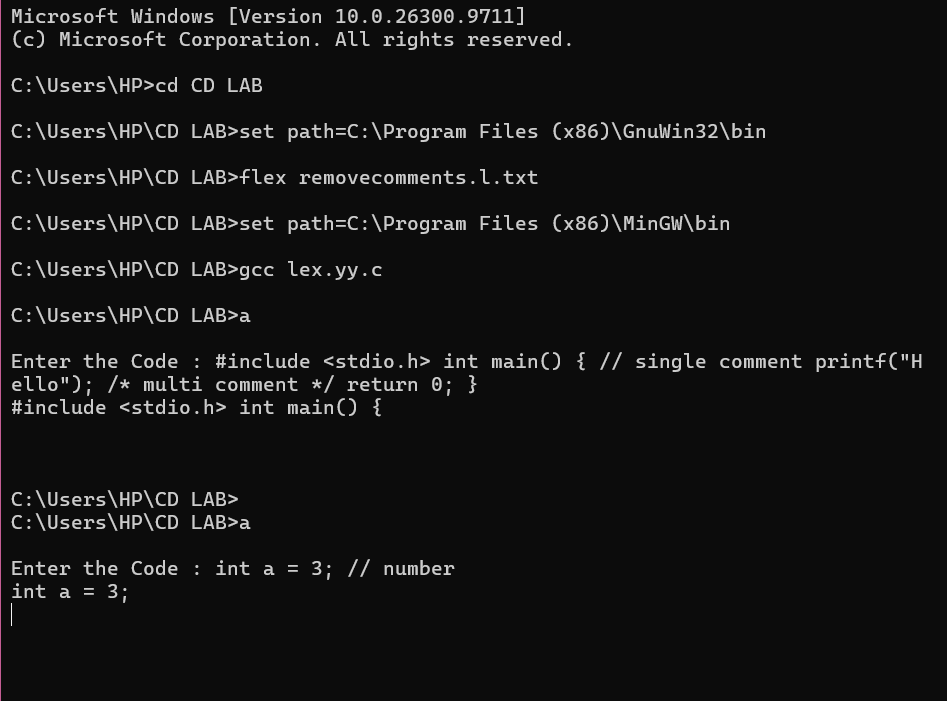 Microsoft Windows [Version 10.0.26300.9711]
(c) Microsoft Corporation. All rights reserved.
C:\Users\HP>cd CD LAB
C:\Users\HP\CD LAB>set path=C:\Program Files (x86)\GnuWin32\bin
C:\Users\HP\CD LAB>flex removecomments.l.txt
C:\Users\HP\CD LAB>set path=C:\Program Files (x86)\MinGW\bin
C:\Users\HP\CD LAB>gcc lex.yy.c
C:\Users\HP\CD LAB>a
Enter the Code : #include <stdio.h> int main() { // single comment printf("H
ello"); /* multi comment */ return 0; }
#include <stdio.h> int main() {
C:\Users\HP\CD LAB>
C:\Users\HP\CD LAB>a
Enter the Code : int a = 3; // number
int a = 3;